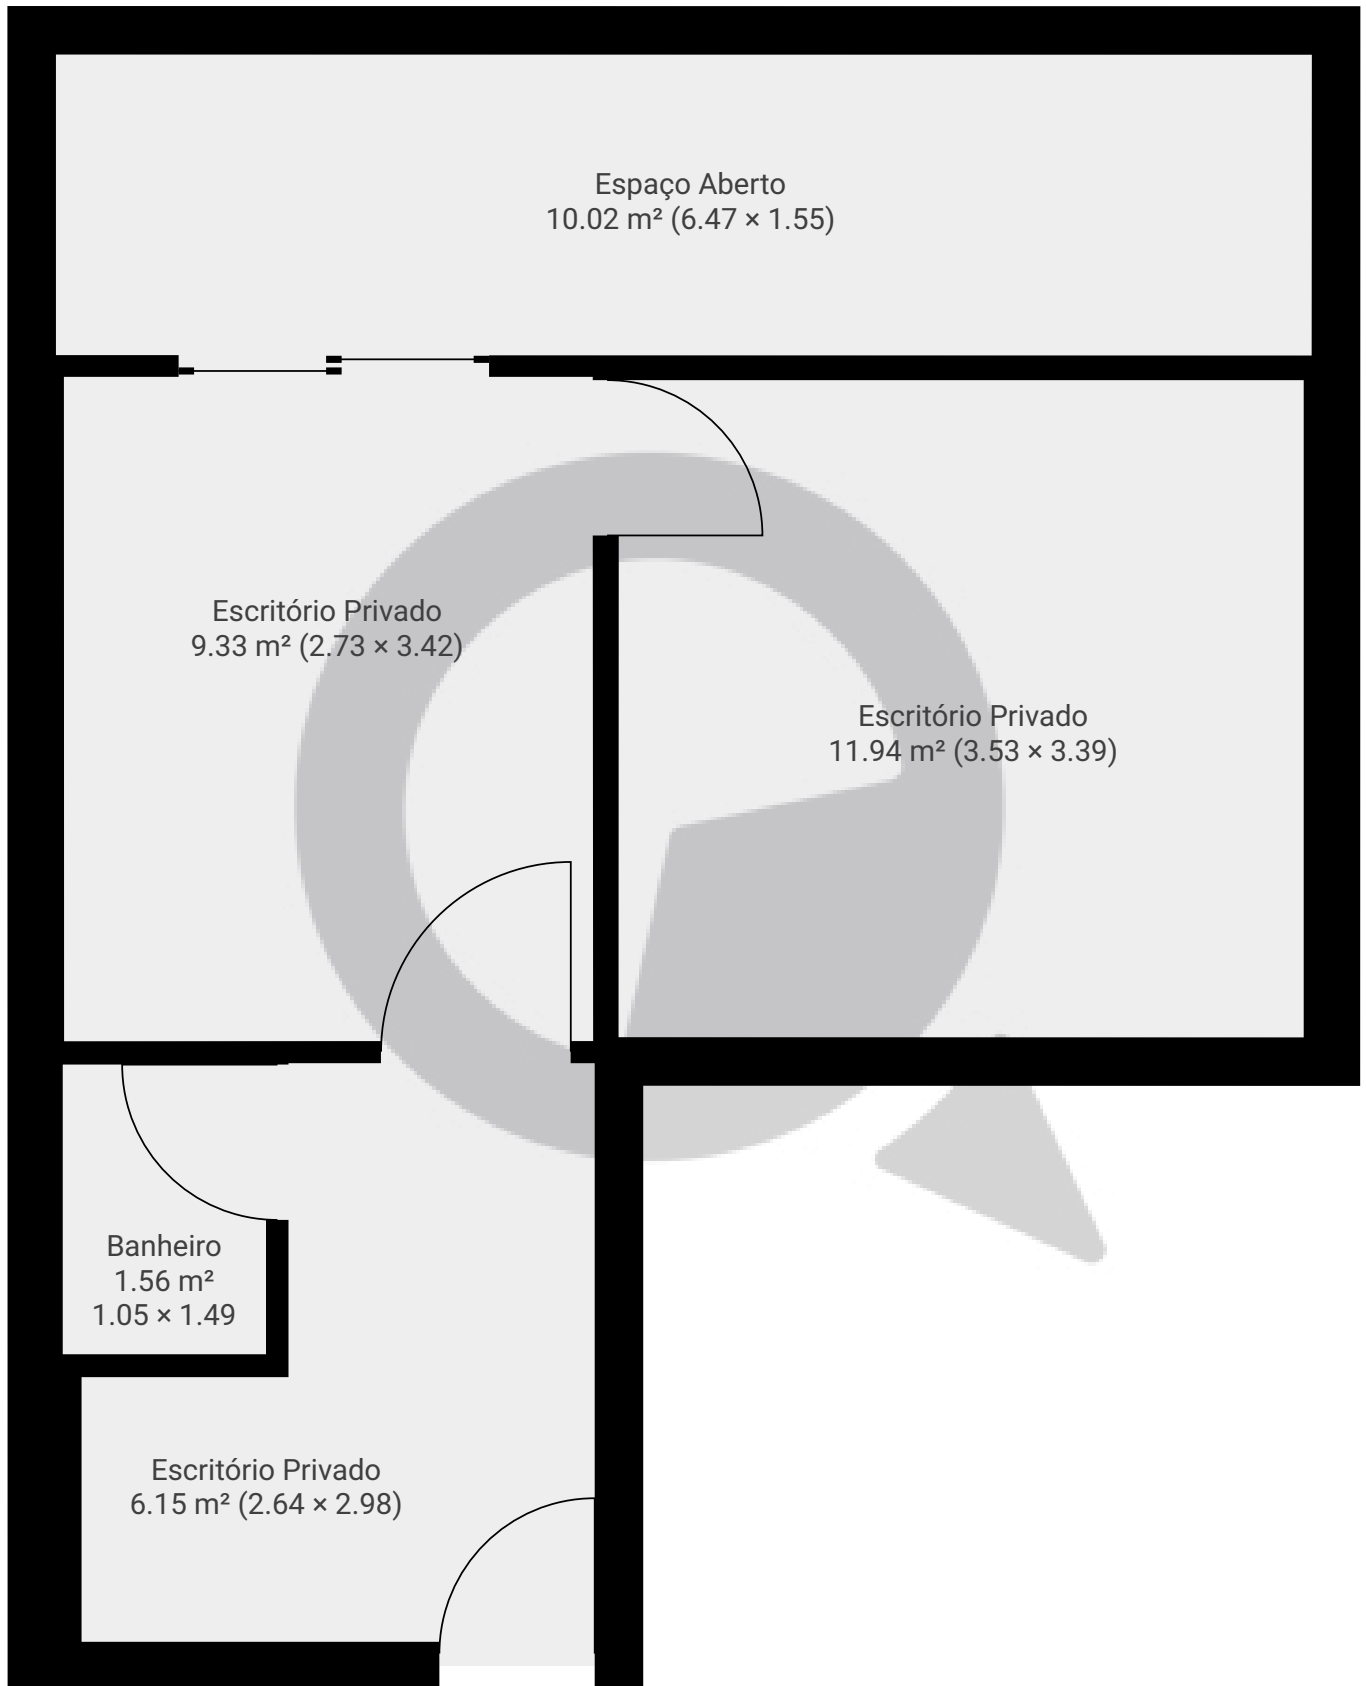 Espaço Aberto
10.02 m² (6.47 × 1.55)
Escritório Privado
9.33 m² (2.73 × 3.42)
Escritório Privado
11.94 m² (3.53 × 3.39)
Banheiro
1.56 m²
1.05 × 1.49
Escritório Privado
6.15 m² (2.64 × 2.98)